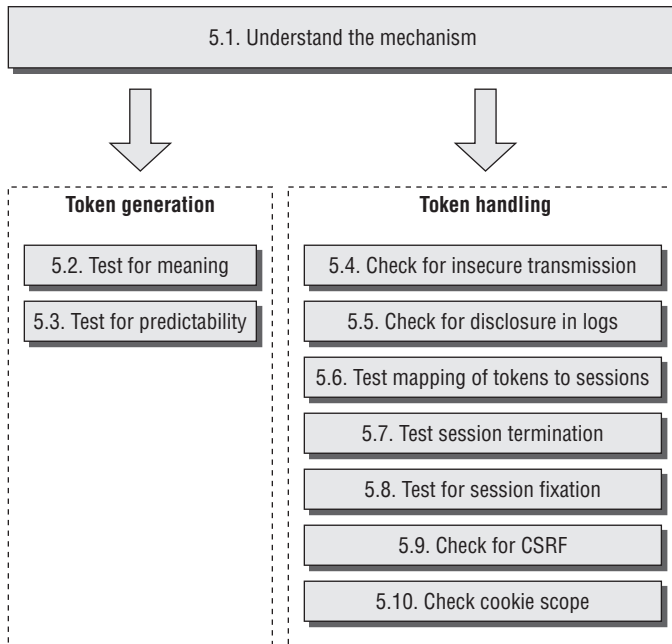 5.1. Understand the mechanism
Token generation
5.2. Test for meaning
5.3. Test for predictability
Token handling
5.4. Check for insecure transmission
5.5. Check for disclosure in logs
5.6. Test mapping of tokens to sessions
5.7. Test session termination
5.8. Test for session fixation
5.9. Check for CSRF
5.10. Check cookie scope